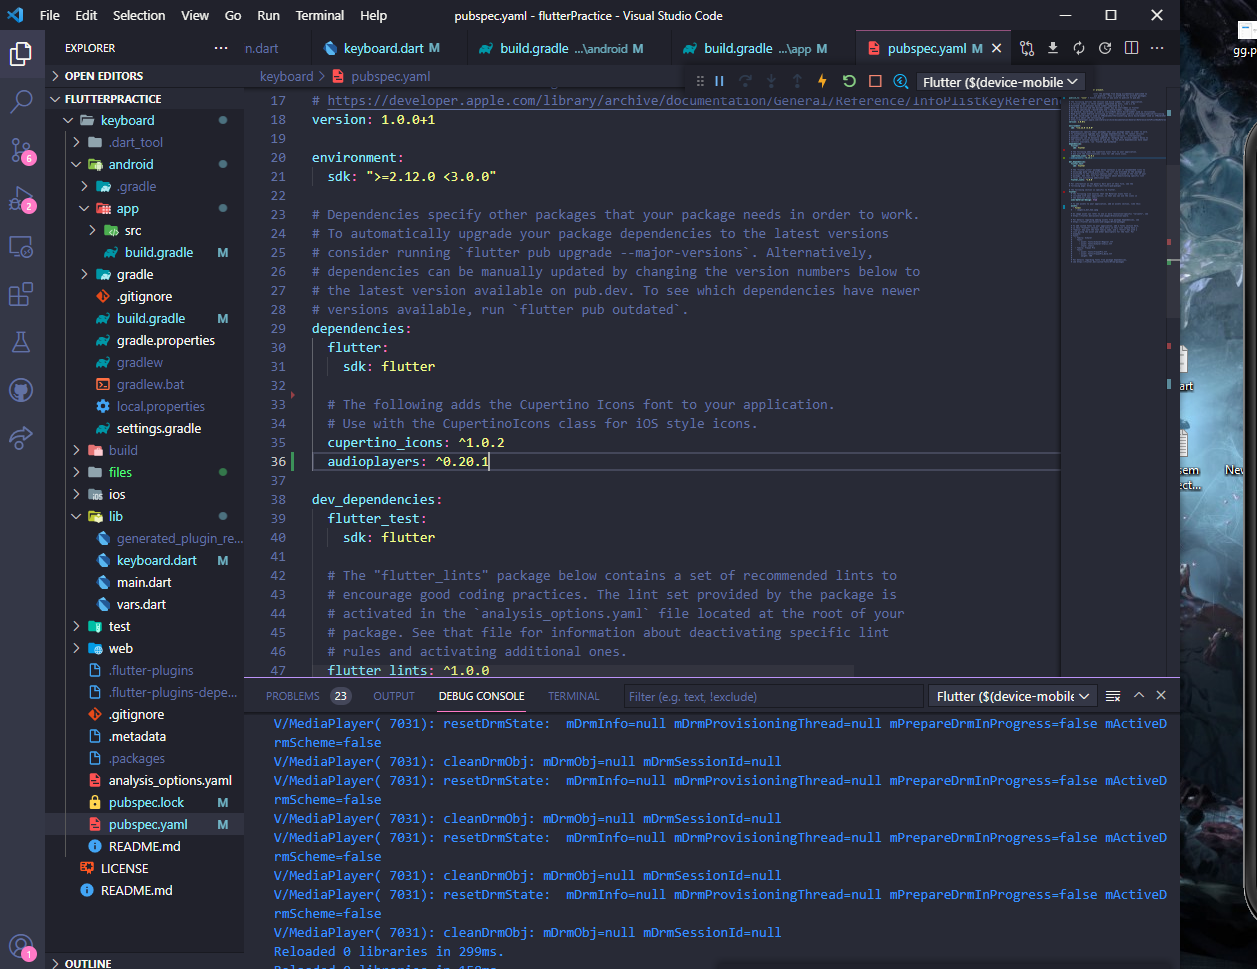 File Edit Selection View Go Run Terminal Help
pubspec.yaml - flutterPractice - Visual Studio Code
EXPLORER
n.dart
keyboard.dart M
build.gradle ...\android M
build.gradle ...\app M
pubspec.yaml M
OPEN EDITORS
keyboard > pubspec.yaml
Flutter ($(device-mobile
FLUTTERPRACTICE
keyboard
.dart_tool
android
.gradle
app
src
build.gradle M
gradle
.gitignore
build.gradle M
gradle.properties
gradlew
gradlew.bat
local.properties
settings.gradle
build
files
ios
lib
generated_plugin_re...
keyboard.dart M
main.dart
vars.dart
test
web
.flutter-plugins
.flutter-plugins-depe...
.gitignore
.metadata
.packages
analysis_options.yaml
pubspec.lock M
pubspec.yaml M
README.md
LICENSE
README.md
OUTLINE
6
2
1
17 # https://developer.apple.com/library/archive/documentation/General/Reference/InfoPlistKeyReferenc
18 version: 1.0.0+1
19
20 environment:
21 sdk: ">=2.12.0 <3.0.0"
22
23 # Dependencies specify other packages that your package needs in order to work.
24 # To automatically upgrade your package dependencies to the latest versions
25 # consider running `flutter pub upgrade --major-versions`. Alternatively,
26 # dependencies can be manually updated by changing the version numbers below to
27 # the latest version available on pub.dev. To see which dependencies have newer
28 # versions available, run `flutter pub outdated`.
29 dependencies:
30 flutter:
31 sdk: flutter
32
33 # The following adds the Cupertino Icons font to your application.
34 # Use with the CupertinoIcons class for iOS style icons.
35 cupertino_icons: ^1.0.2
36 audioplayers: ^0.20.1
37
38 dev_dependencies:
39 flutter_test:
40 sdk: flutter
41
42 # The "flutter_lints" package below contains a set of recommended lints to
43 # encourage good coding practices. The lint set provided by the package is
44 # activated in the `analysis_options.yaml` file located at the root of your
45 # package. See that file for information about deactivating specific lint
46 # rules and activating additional ones.
47 flutter_lints: ^1.0.0
PROBLEMS 23 OUTPUT DEBUG CONSOLE TERMINAL
Filter (e.g. text, !exclude)
Flutter ($(device-mobile
V/MediaPlayer( 7031): resetDrmState:  mDrmInfo=null mDrmProvisioningThread=null mPrepareDrmInProgress=false mActiveD
rmScheme=false
V/MediaPlayer( 7031): cleanDrmObj: mDrmObj=null mDrmSessionId=null
V/MediaPlayer( 7031): resetDrmState:  mDrmInfo=null mDrmProvisioningThread=null mPrepareDrmInProgress=false mActiveD
rmScheme=false
V/MediaPlayer( 7031): cleanDrmObj: mDrmObj=null mDrmSessionId=null
V/MediaPlayer( 7031): resetDrmState:  mDrmInfo=null mDrmProvisioningThread=null mPrepareDrmInProgress=false mActiveD
rmScheme=false
V/MediaPlayer( 7031): cleanDrmObj: mDrmObj=null mDrmSessionId=null
V/MediaPlayer( 7031): resetDrmState:  mDrmInfo=null mDrmProvisioningThread=null mPrepareDrmInProgress=false mActiveD
rmScheme=false
V/MediaPlayer( 7031): cleanDrmObj: mDrmObj=null mDrmSessionId=null
Reloaded 0 libraries in 299ms.
gg.p
art
sem
ect...
New